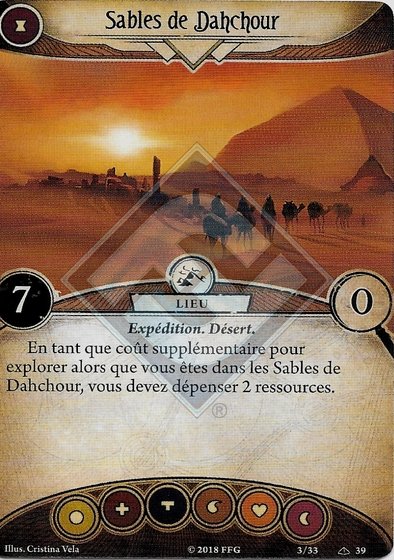 Sables de Dahchour
7
LIEU
0
Expédition. Désert.
En tant que coût supplémentaire pour
explorer alors que vous êtes dans les Sables de
Dahchour, vous devez dépenser 2 ressources.
®
Illus. Cristina Vela
© 2018 FFG
3/33
39